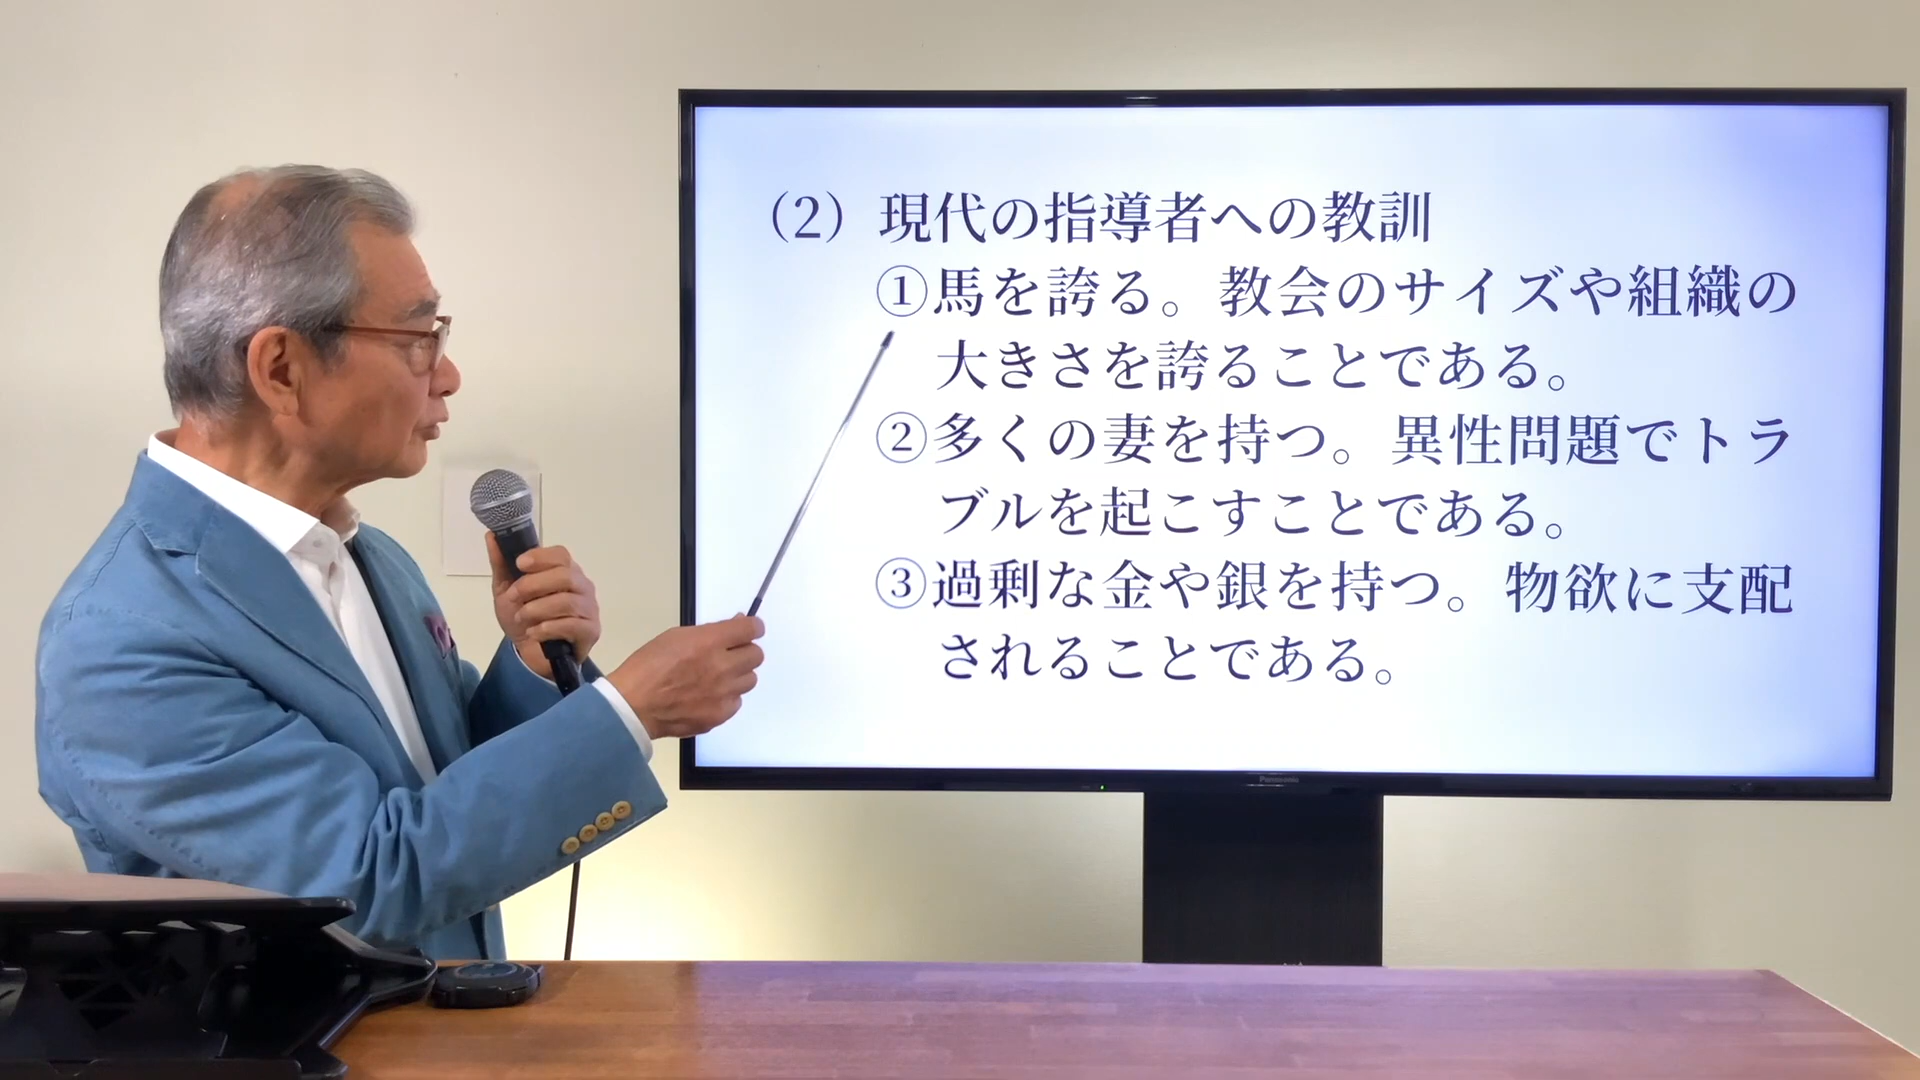 （2）現代の指導者への教訓
①馬を誇る。教会のサイズや組織の
大きさを誇ることである。
②多くの妻を持つ。異性問題でトラ
ブルを起こすことである。
③過剰な金や銀を持つ。物欲に支配
されることである。
Panasonic